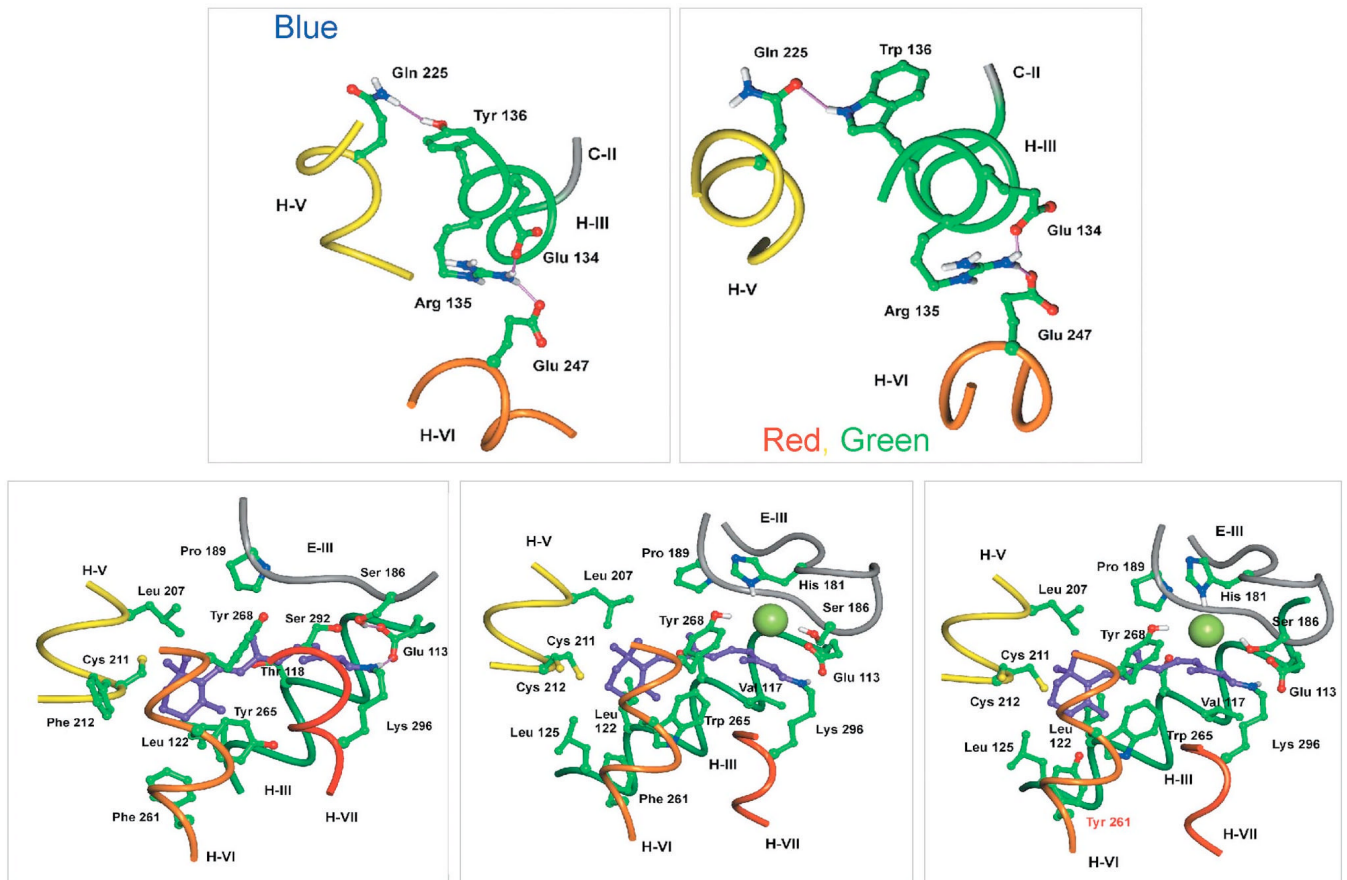 Blue
Gln 225
Tyr 136
C-II
H-V
H-III
Glu 134
Arg 135
Glu 247
H-VI
Gln 225
Trp 136
C-II
H-III
Glu 134
H-V
Arg 135
Glu 247
H-VI
Red, Green
E-III
Pro 189
Ser 186
H-V
Leu 207
Tyr 268
Ser 292
Glu 113
Cys 211
Thr 118
Phe 212
Tyr 265
Leu 122
Lys 296
H-III
Phe 261
H-VII
H-VI
E-III
H-V
Pro 189
Leu 207
His 181
Ser 186
Tyr 268
Cys 211
Glu 113
Cys 212
Val 117
Leu
122
Trp 265
Leu 125
Lys 296
H-III
Phe 261
H-VI
H-VII
E-III
H-V
Pro 189
Leu 207
His 181
Ser 186
Tyr 268
Cys 211
Glu 113
Cys 212
Val 117
Leu
122
Trp 265
Leu 125
Lys 296
H-III
Tyr 261
H-VII
H-VI